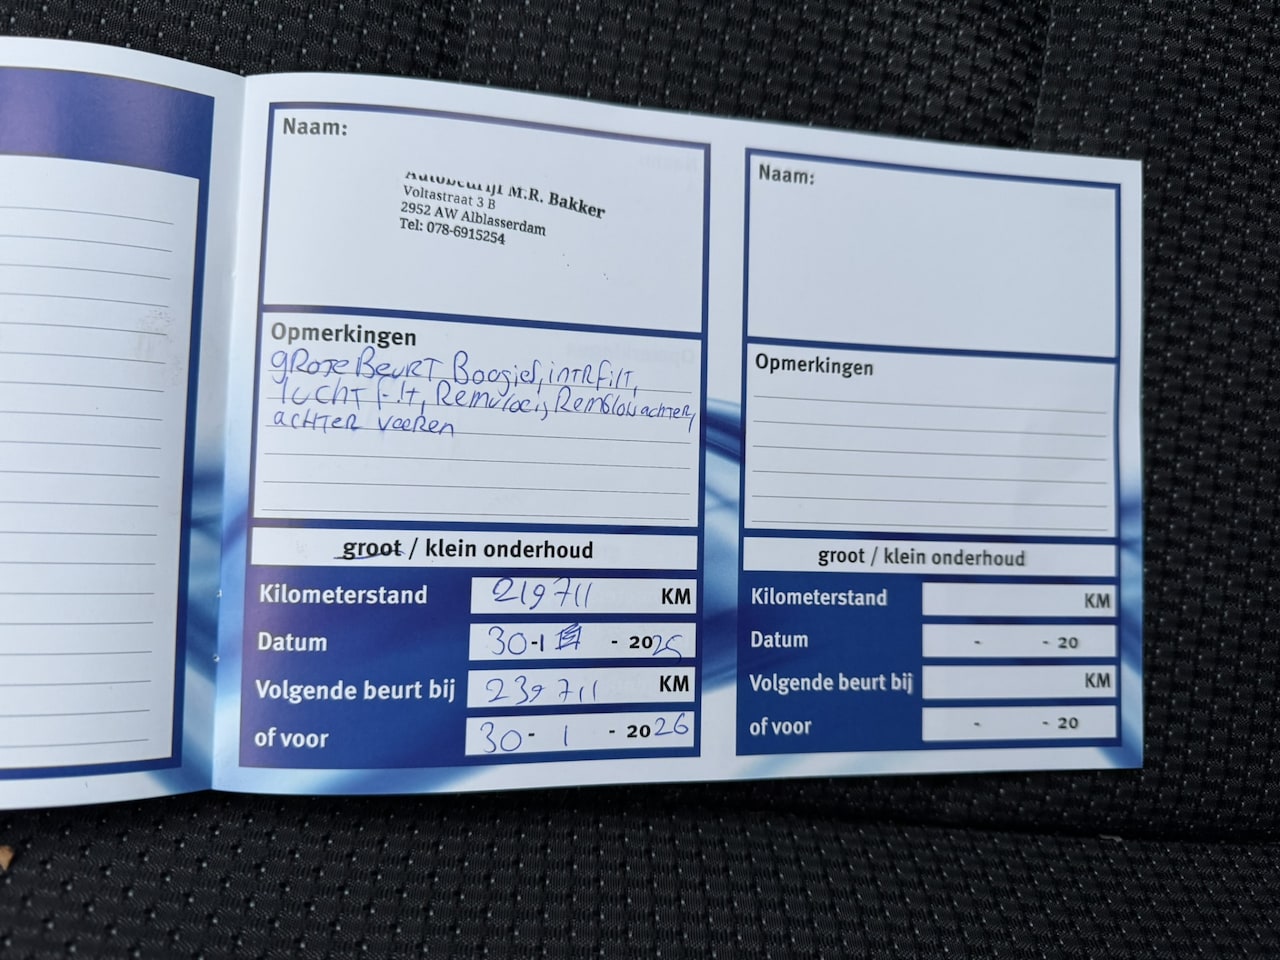 Naam:
Autobedrijf M.R. Bakker
Voltastraat 3 B
2952 AW Alblasserdam
Tel: 078-6915254
Opmerkingen
GROTE BEURT Boogies, intRfilt,
lucht filt, Remvloei, Remblok achter,
achter veeren
groot / klein onderhoud
Kilometerstand 219711 KM
Datum 30-1 - 2025
Volgende beurt bij 239711 KM
of voor 30- 1 - 2026
Naam:
Opmerkingen
groot / klein onderhoud
Kilometerstand KM
Datum - - 20
Volgende beurt bij KM
of voor - - 20